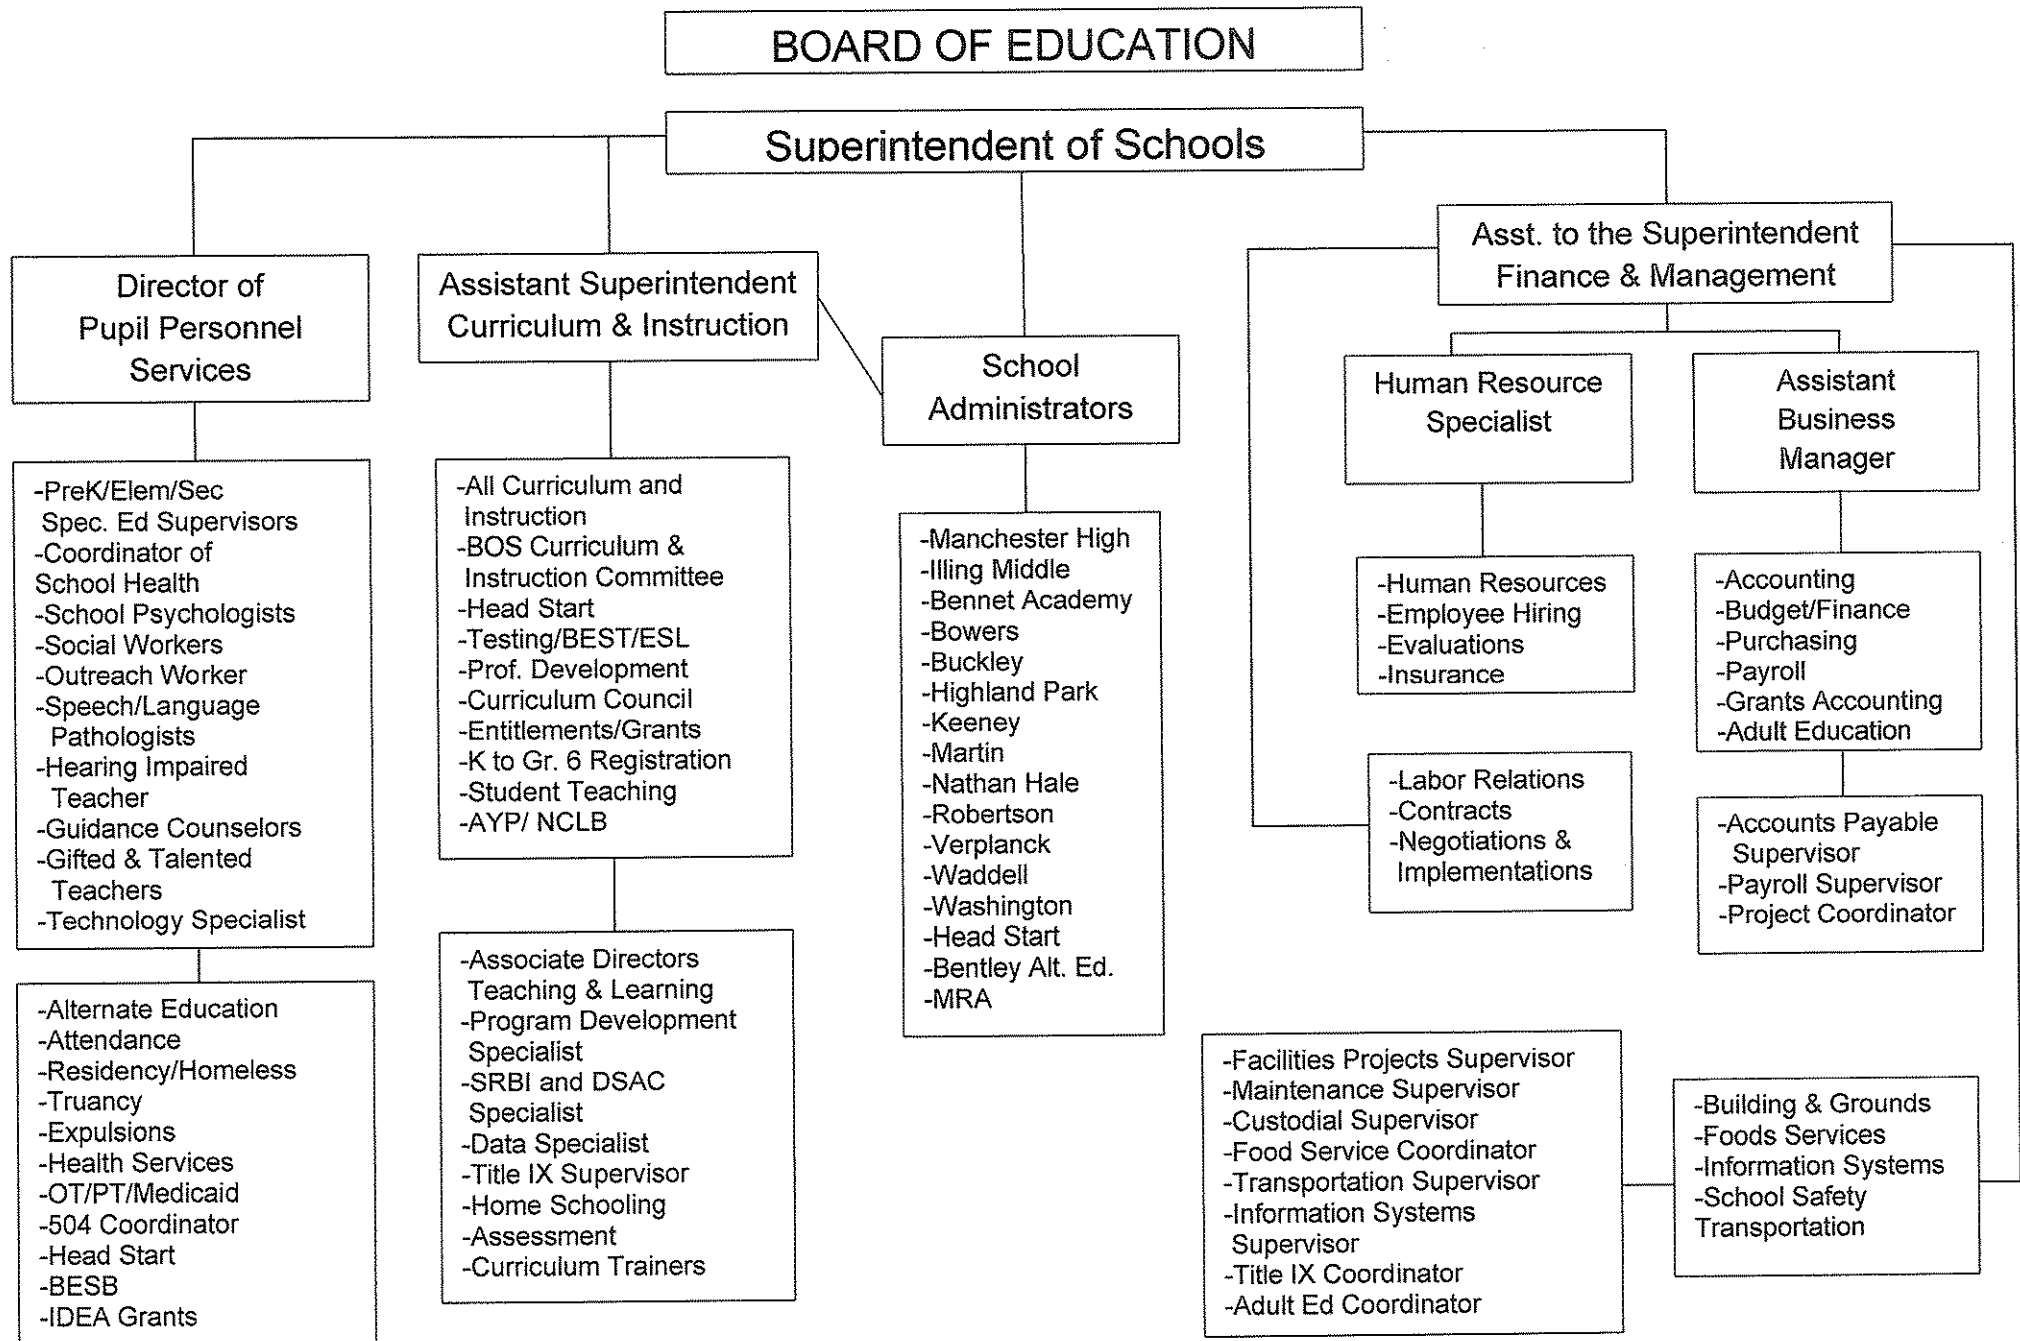 BOARD OF EDUCATION
Superintendent of Schools
Director of
Pupil Personnel
Services
-PreK/Elem/Sec
Spec. Ed Supervisors
-Coordinator of
School Health
-School Psychologists
-Social Workers
-Outreach Worker
-Speech/Language
Pathologists
-Hearing Impaired
Teacher
-Guidance Counselors
-Gifted & Talented
Teachers
-Technology Specialist
-Alternate Education
-Attendance
-Residency/Homeless
-Truancy
-Expulsions
-Health Services
-OT/PT/Medicaid
-504 Coordinator
-Head Start
-BESB
-IDEA Grants
Assistant Superintendent
Curriculum & Instruction
-All Curriculum and
Instruction
-BOS Curriculum &
Instruction Committee
-Head Start
-Testing/BEST/ESL
-Prof. Development
-Curriculum Council
-Entitlements/Grants
-K to Gr. 6 Registration
-Student Teaching
-AYP/ NCLB
-Associate Directors
Teaching & Learning
-Program Development
Specialist
-SRBI and DSAC
Specialist
-Data Specialist
-Title IX Supervisor
-Home Schooling
-Assessment
-Curriculum Trainers
School
Administrators
-Manchester High
-Illing Middle
-Bennet Academy
-Bowers
-Buckley
-Highland Park
-Keeney
-Martin
-Nathan Hale
-Robertson
-Verplanck
-Waddell
-Washington
-Head Start
-Bentley Alt. Ed.
-MRA
Asst. to the Superintendent
Finance & Management
Human Resource
Specialist
-Human Resources
-Employee Hiring
-Evaluations
-Insurance
-Labor Relations
-Contracts
-Negotiations &
Implementations
Assistant
Business
Manager
-Accounting
-Budget/Finance
-Purchasing
-Payroll
-Grants Accounting
-Adult Education
-Accounts Payable
Supervisor
-Payroll Supervisor
-Project Coordinator
-Facilities Projects Supervisor
-Maintenance Supervisor
-Custodial Supervisor
-Food Service Coordinator
-Transportation Supervisor
-Information Systems
Supervisor
-Title IX Coordinator
-Adult Ed Coordinator
-Building & Grounds
-Foods Services
-Information Systems
-School Safety
Transportation